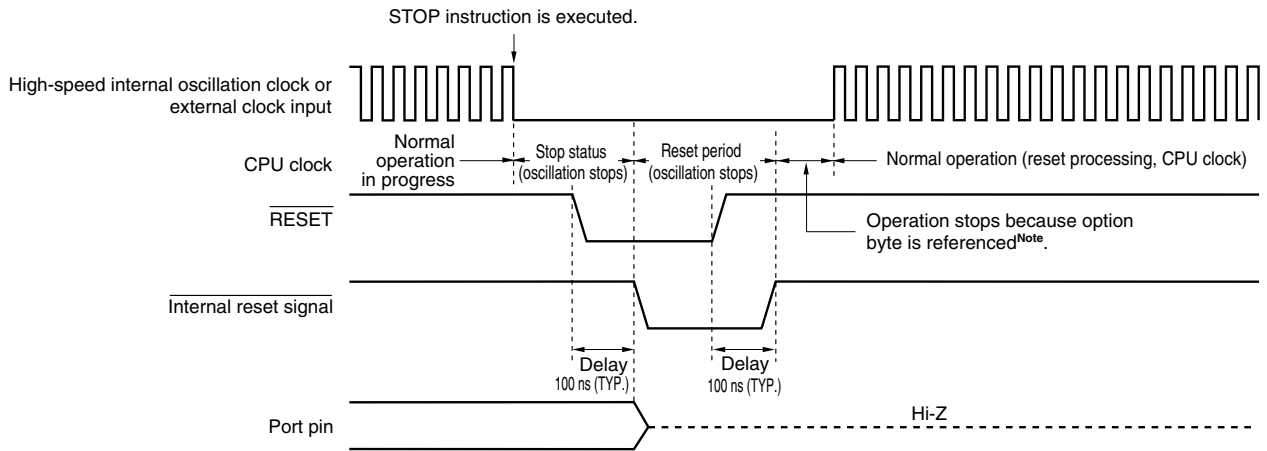 STOP instruction is executed.
High-speed internal oscillation clock or
external clock input
CPU clock
Normal
operation
in progress
Stop status
(oscillation stops)
Reset period
(oscillation stops)
Normal operation (reset processing, CPU clock)
RESET
Operation stops because option
byte is referencedNote.
Internal reset signal
Delay
100 ns (TYP.)
Delay
100 ns (TYP.)
Port pin
Hi-Z